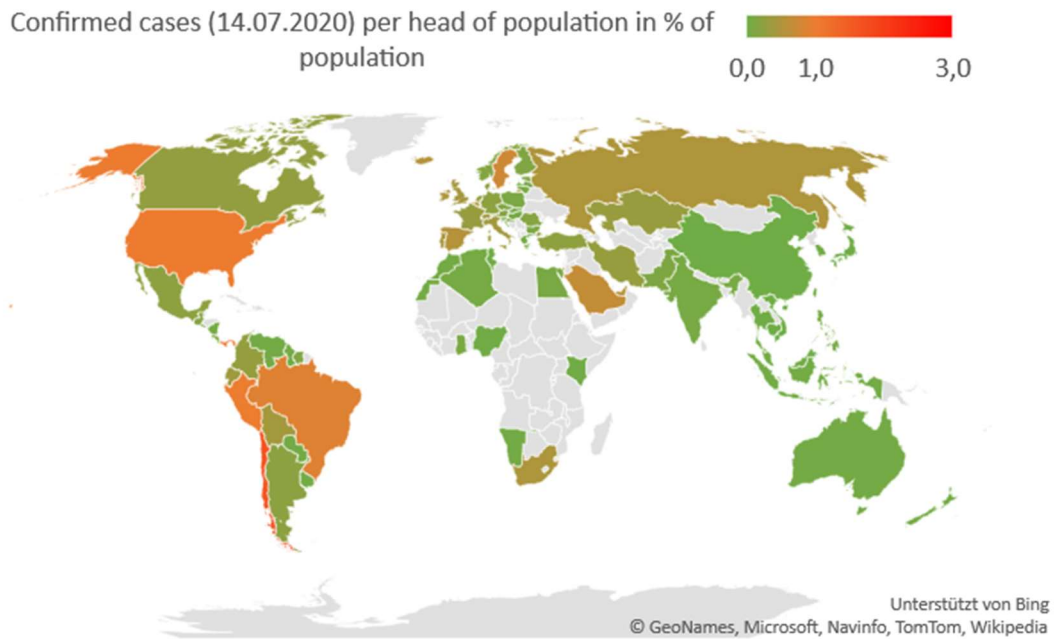 Confirmed cases (14.07.2020) per head of population in % of
population
0,0 1,0 3,0
Unterstützt von Bing
© GeoNames, Microsoft, Navinfo, TomTom, Wikipedia